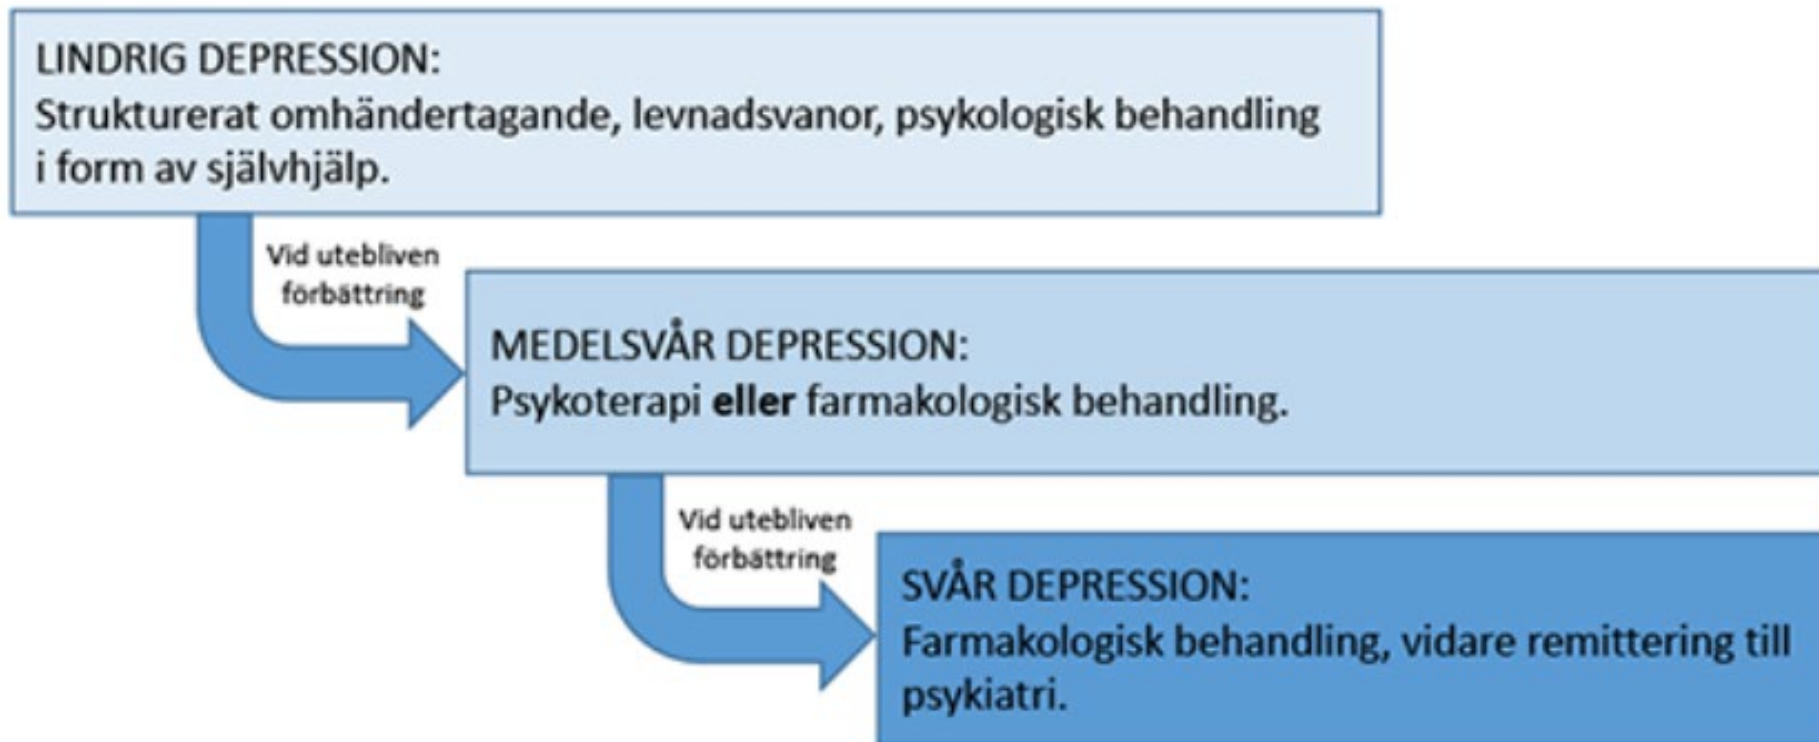 LINDRIG DEPRESSION:
Strukturerat omhändertagande, levnadsvanor, psykologisk behandling
i form av självhjälp.
Vid utebliven
förbättring
MEDELSVÅR DEPRESSION:
Psykoterapi eller farmakologisk behandling.
Vid utebliven
förbättring
SVÅR DEPRESSION:
Farmakologisk behandling, vidare remittering till
psykiatri.